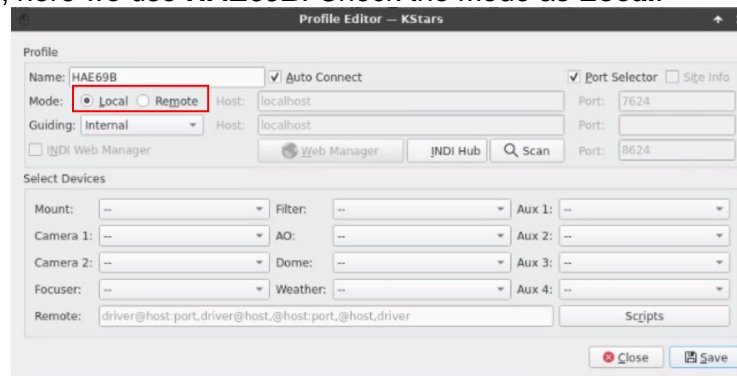 , here we use HAE69B. Check the Mode as Local.
Profile Editor — KStars
Profile
Name: HAE69B Auto Connect Port Selector Site Info
Mode: Local Remote Host: localhost Port: 7624
Guiding: Internal Host: localhost Port:
INDI Web Manager Web Manager INDI Hub Scan Port: 8624
Select Devices
Mount: -- Filter: -- Aux 1: --
Camera 1: -- AO: -- Aux 2: --
Camera 2: -- Dome: -- Aux 3: --
Focuser: -- Weather: -- Aux 4: --
Remote: driver@host:port,driver@host,@host:port,@host,driver Scripts
Close Save